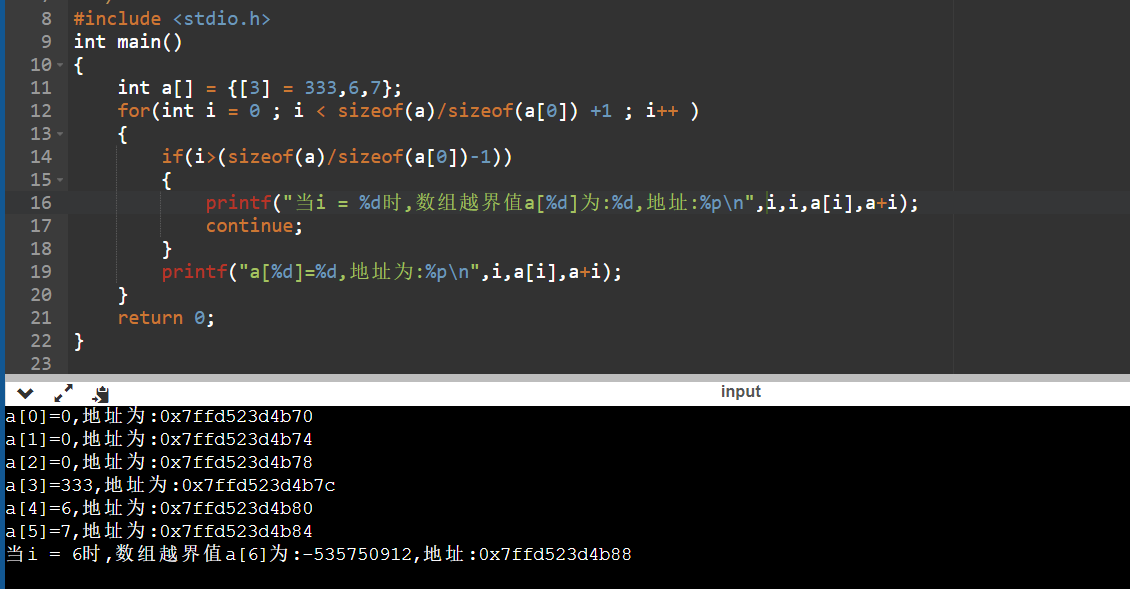 8 #include <stdio.h>
9 int main()
10 {
11 int a[] = {[3] = 333,6,7};
12 for(int i = 0 ; i < sizeof(a)/sizeof(a[0]) +1 ; i++ )
13 {
14 if(i>(sizeof(a)/sizeof(a[0])-1))
15 {
16 printf("当i = %d时,数组越界值a[%d]为:%d,地址:%p\n",i,i,a[i],a+i);
17 continue;
18 }
19 printf("a[%d]=%d,地址为:%p\n",i,a[i],a+i);
20 }
21 return 0;
22 }
23
input
a[0]=0,地址为:0x7ffd523d4b70
a[1]=0,地址为:0x7ffd523d4b74
a[2]=0,地址为:0x7ffd523d4b78
a[3]=333,地址为:0x7ffd523d4b7c
a[4]=6,地址为:0x7ffd523d4b80
a[5]=7,地址为:0x7ffd523d4b84
当i = 6时,数组越界值a[6]为:-535750912,地址:0x7ffd523d4b88